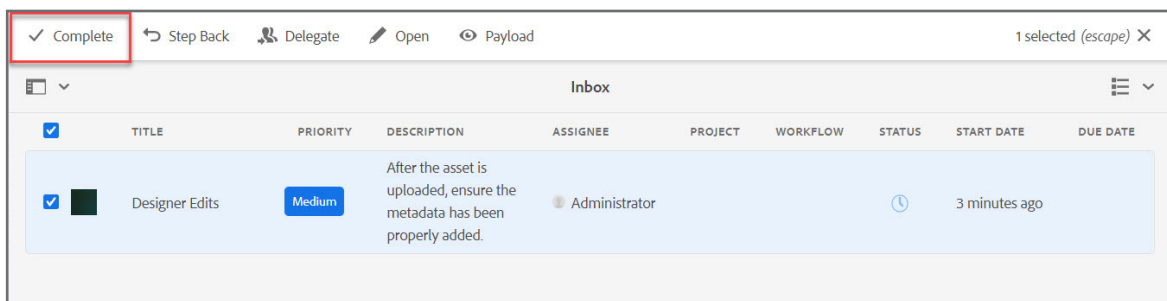 Complete Step Back Delegate Open Payload 1 selected (escape)
Inbox
TITLE PRIORITY DESCRIPTION ASSIGNEE PROJECT WORKFLOW STATUS START DATE DUE DATE
After the asset is
uploaded, ensure the
Designer Edits Medium metadata has been Administrator 3 minutes ago
properly added.